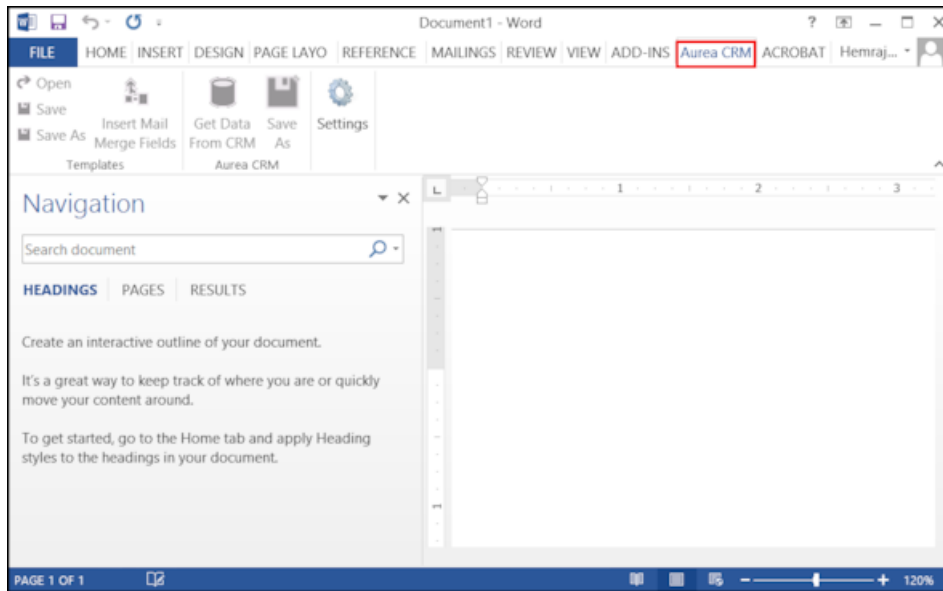 Document1 - Word
FILE HOME INSERT DESIGN PAGE LAYO REFERENCE MAILINGS REVIEW VIEW ADD-INS Aurea CRM ACROBAT Hemraj...
Open
Save
Save As
Templates
Insert Mail
Merge Fields
Get Data
From CRM
Save
As
Aurea CRM
Settings
Navigation
Search document
HEADINGS PAGES RESULTS
Create an interactive outline of your document.
It's a great way to keep track of where you are or quickly
move your content around.
To get started, go to the Home tab and apply Heading
styles to the headings in your document.
L 1 2 3
1
1
PAGE 1 OF 1 120%